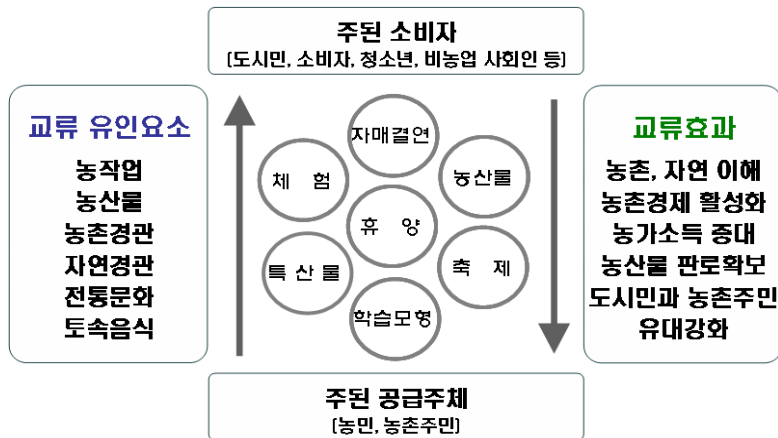 주된 소비자
(도시민, 소비자, 청소년, 비농업 사회인 등)
교류 유인요소
농작업
농산물
농촌경관
자연경관
전통문화
토속음식
자매결연
체 험
농산물
휴 양
특 산 물
축 제
학습모형
교류효과
농촌, 자연 이해
농촌경제 활성화
농가소득 증대
농산물 판로확보
도시민과 농촌주민
유대강화
주된 공급주체
(농민, 농촌주민)